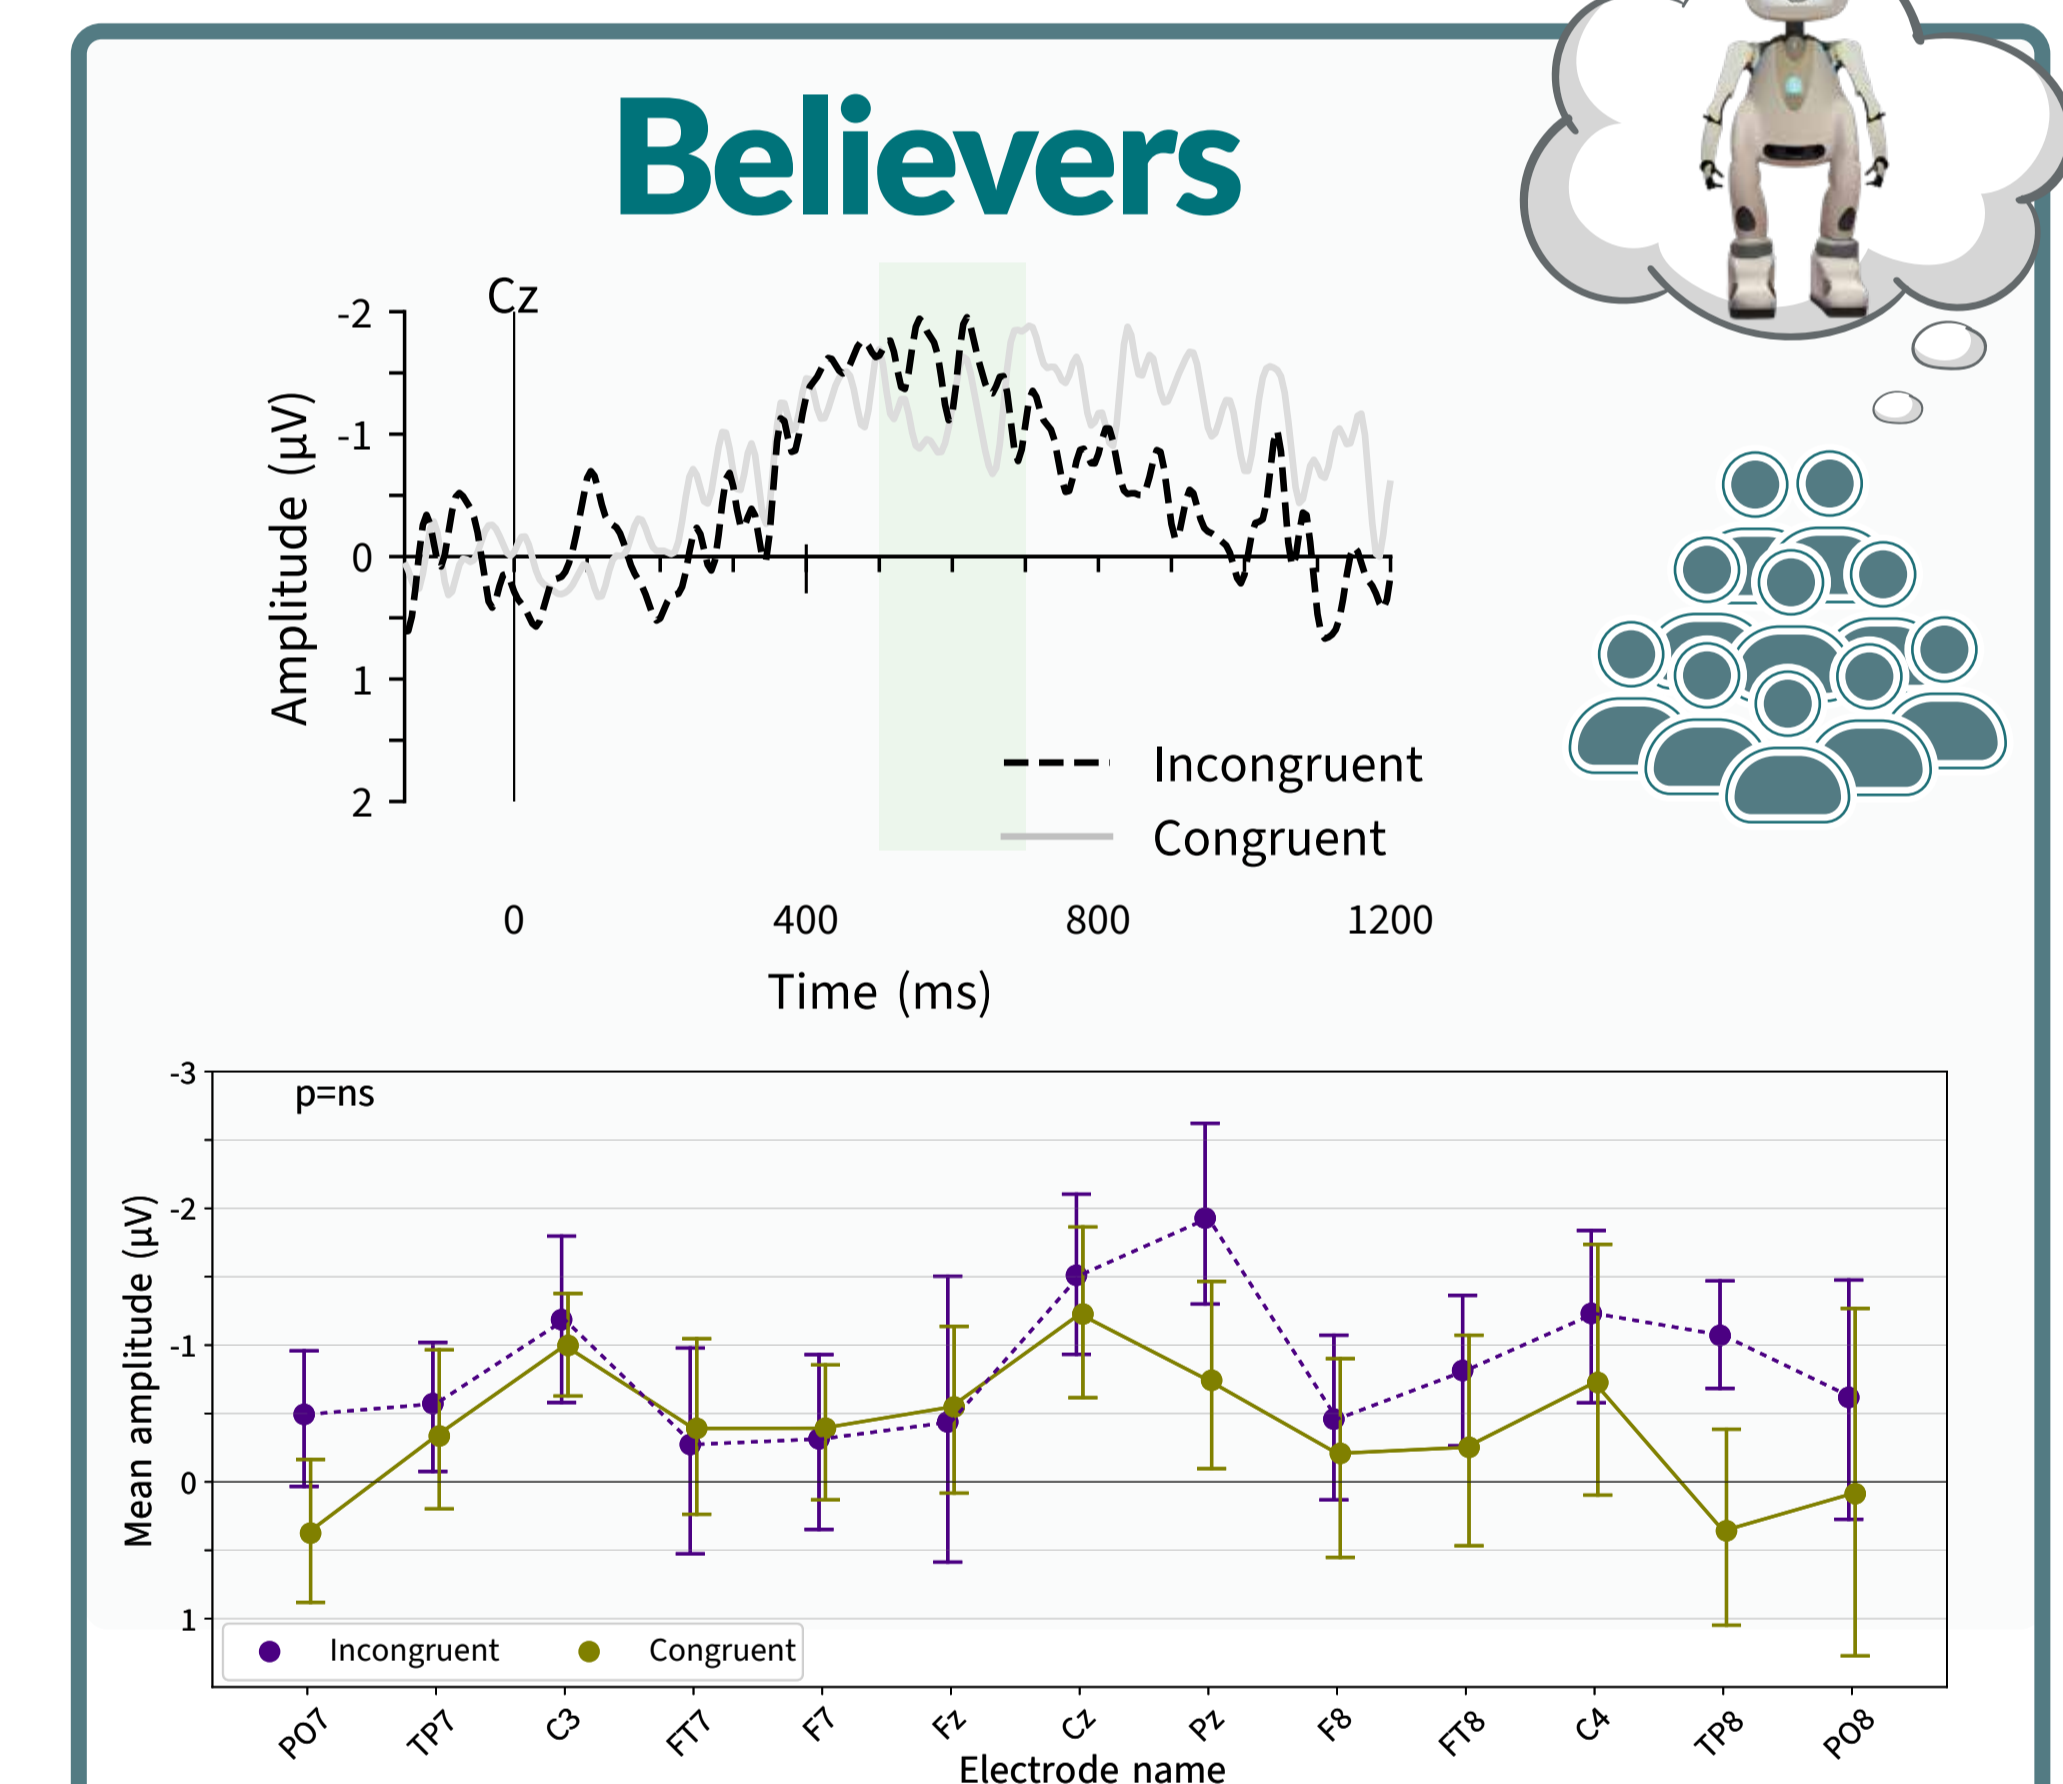 Believers
Cz
-2
-1
0
1
2
Amplitude (μV)
Incongruent
Congruent
0 400 800 1200
Time (ms)
p=ns
-3
-2
-1
0
1
Mean amplitude (μV)
Incongruent Congruent
PO7 TP7 C3 FT7 F7 Fz Cz Pz F8 FT8 C4 TP8 PO8
Electrode name